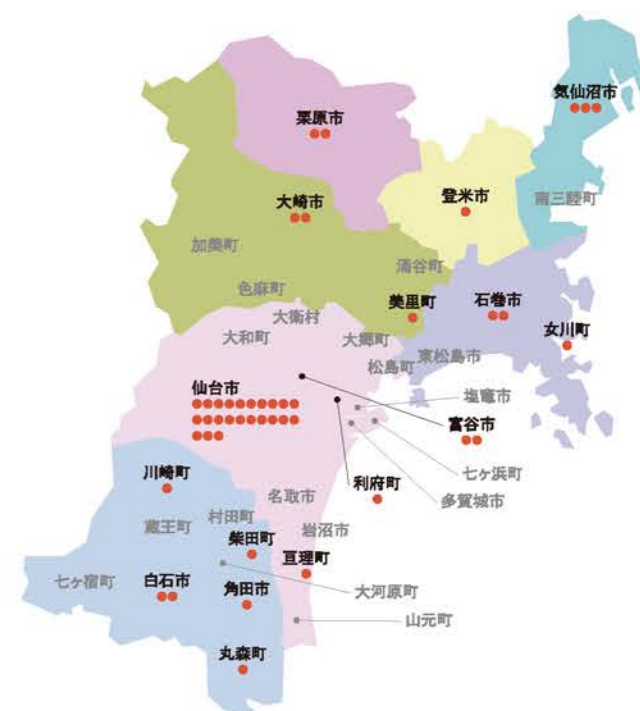 気仙沼市
栗原市
登米市
南三陸町
大崎市
加美町
涌谷町
色麻町
美里町
石巻市
大衡村
女川町
大和町
大郷町
東松島市
松島町
仙台市
塩竈市
富谷市
七ヶ浜町
川崎町
利府町
多賀城市
名取市
村田町
蔵王町
岩沼市
柴田町
亘理町
七ヶ宿町
白石市
角田市
大河原町
山元町
丸森町